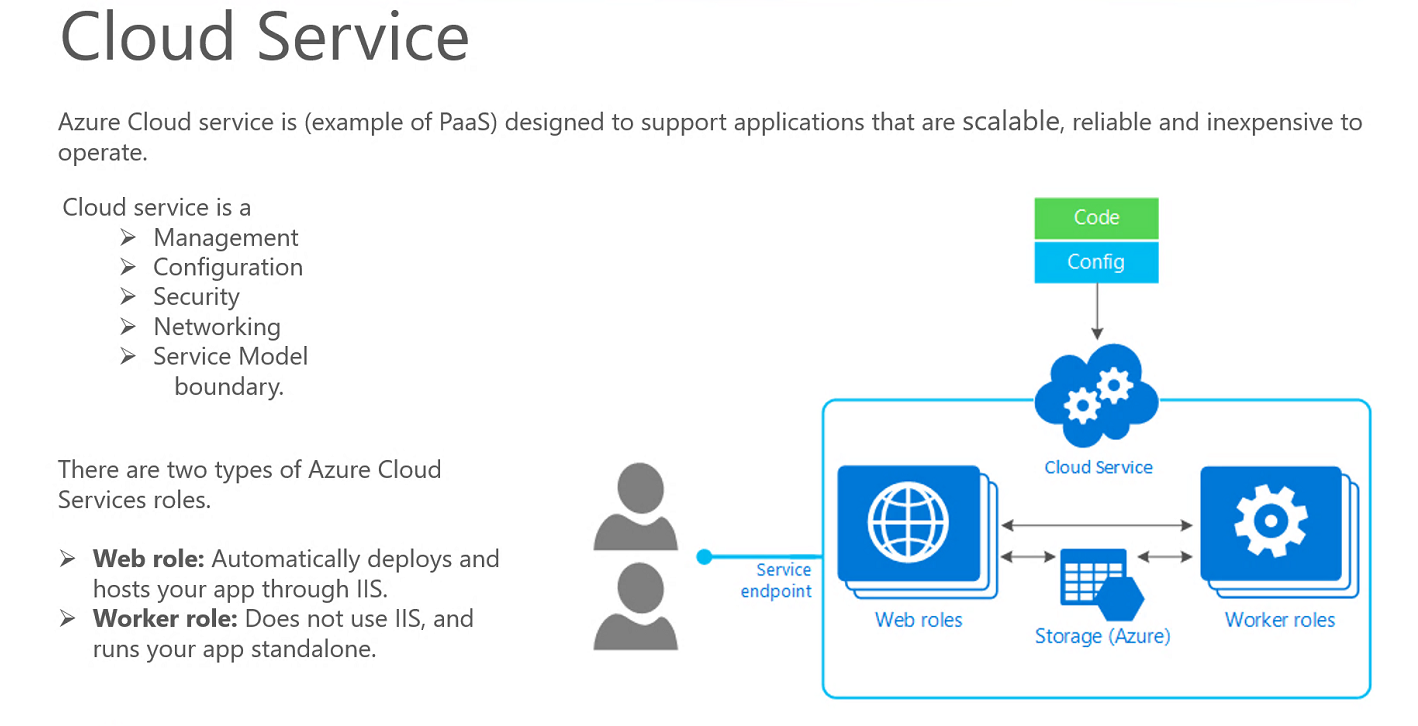 Cloud Service
Azure Cloud service is (example of PaaS) designed to support applications that are scalable, reliable and inexpensive to
operate.
Cloud service is a
➢ Management
➢ Configuration
➢ Security
➢ Networking
➢ Service Model
boundary.
There are two types of Azure Cloud
Services roles.
➢ Web role: Automatically deploys and
hosts your app through IIS.
➢ Worker role: Does not use IIS, and
runs your app standalone.
Code
Config
Cloud Service
Service
endpoint
Web roles
Storage (Azure)
Worker roles